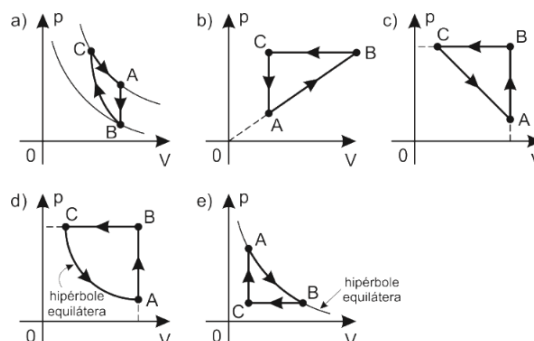 a) p
C
A
B
0 V
b) p
C B
A
0 V
c) p
C B
A
0 V
d) p
C B
hipérbole
equilátera
A
0 V
e) p
A
B
C
hipérbole
equilátera
0 V